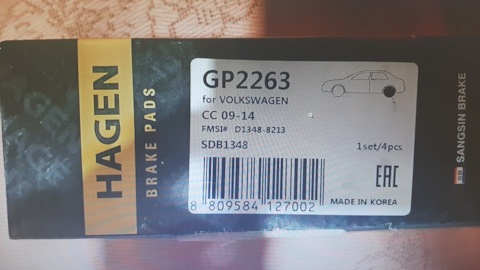 HAGEN
BRAKE PADS
GP2263
for VOLKSWAGEN
CC 09-14
FMSI# D1348-8213
SDB1348
1set/4pcs
8 809584 127002
EAC
MADE IN KOREA
SB SANGSIN BRAKE